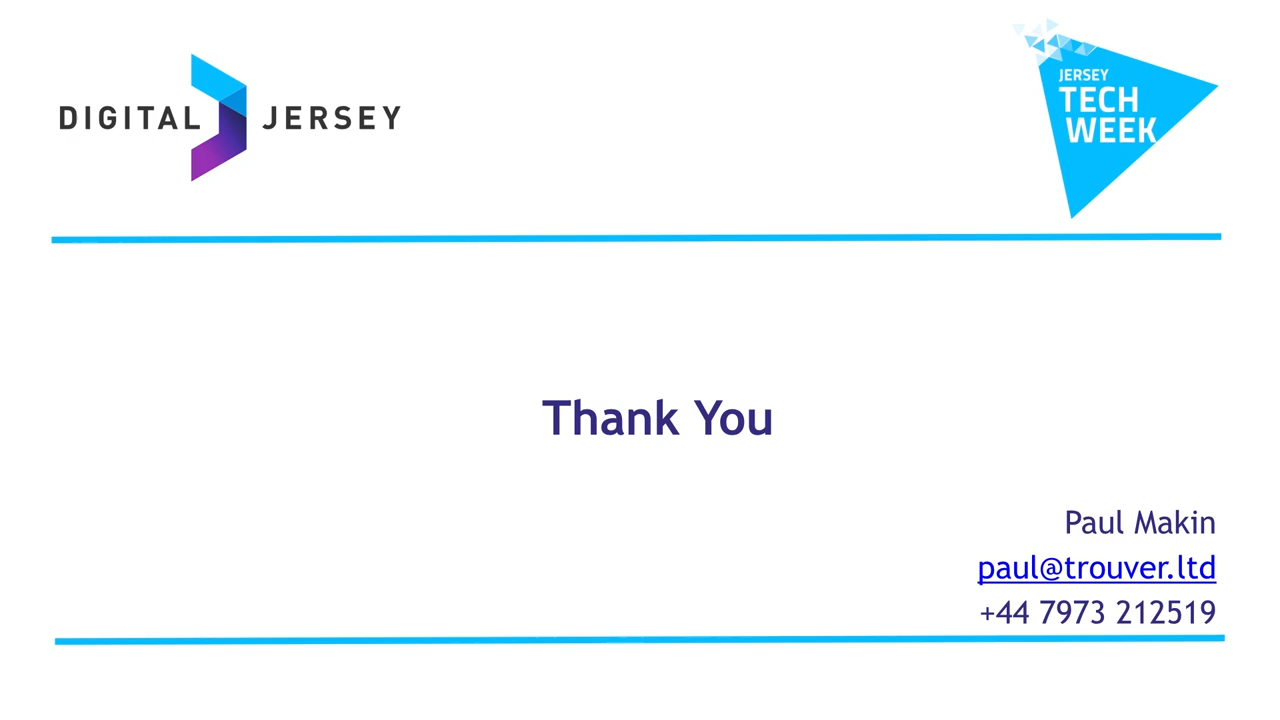 DIGITAL JERSEY
JERSEY
TECH
WEEK
Thank You
Paul Makin
paul@trouver.ltd
+44 7973 212519